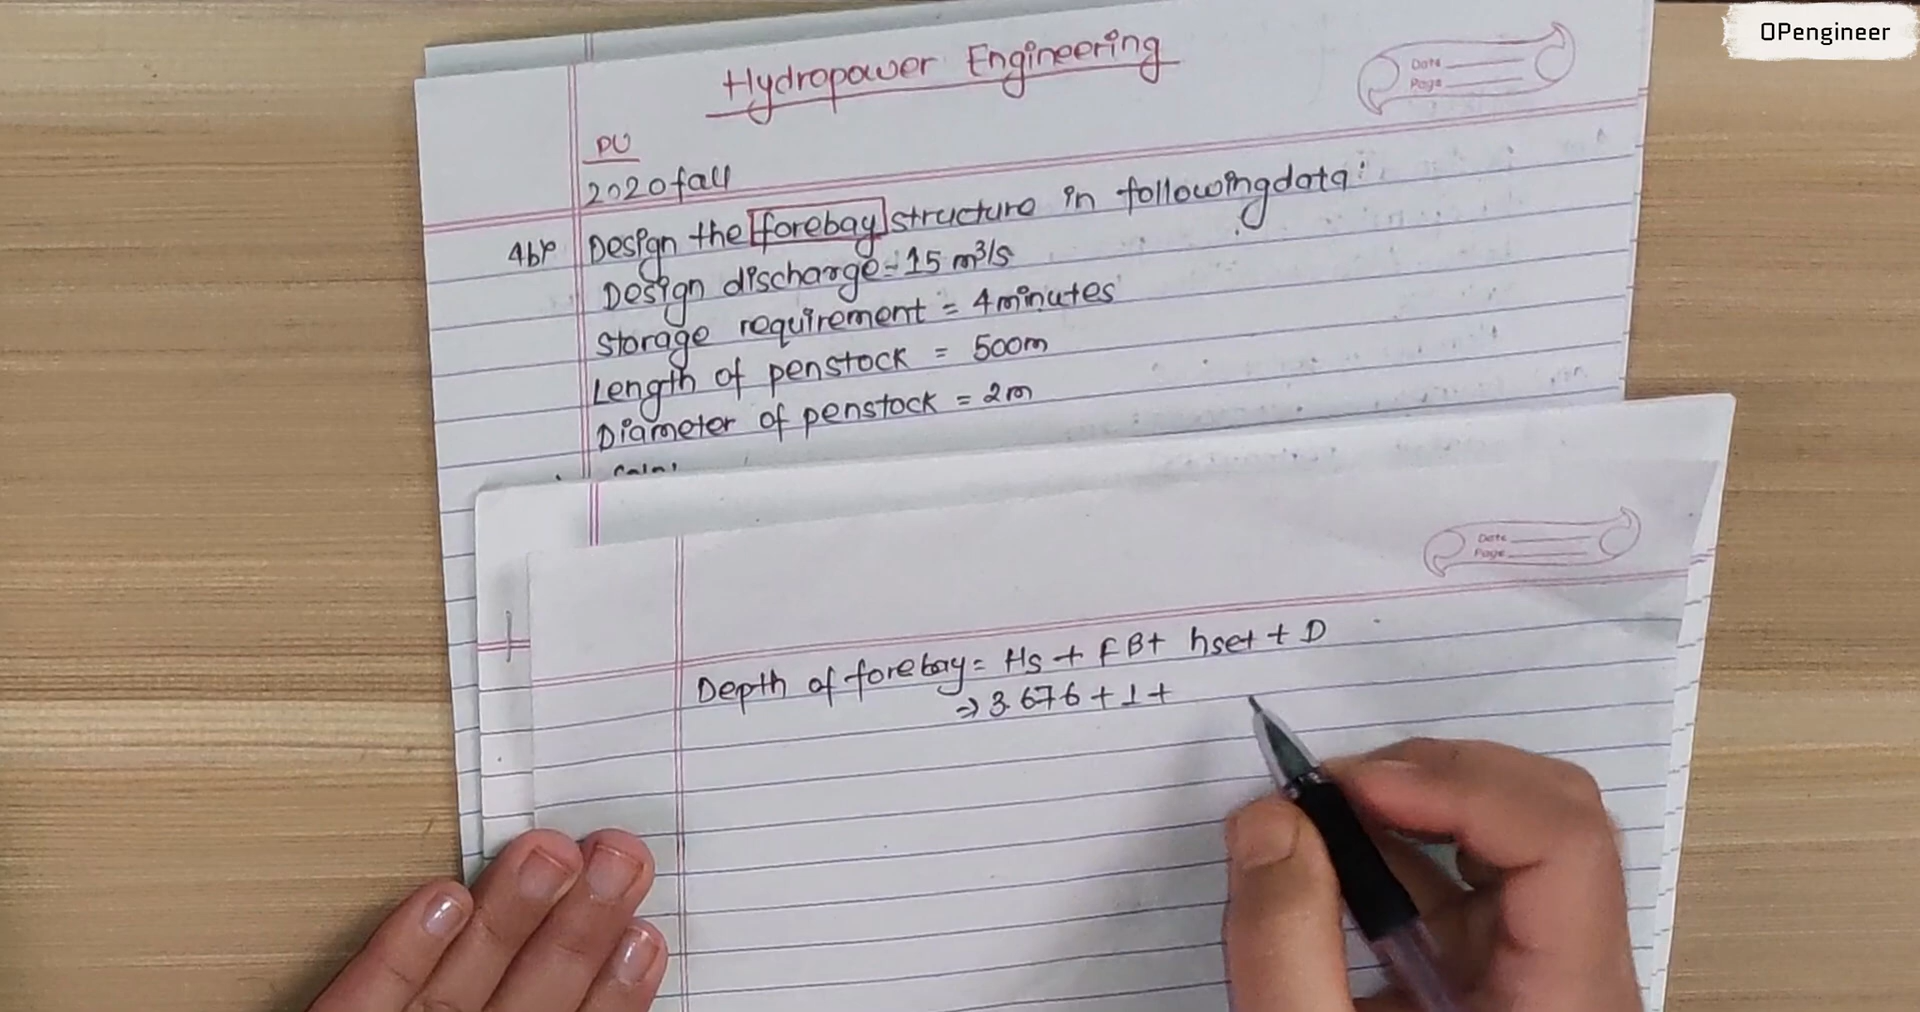 OPengineer
Hydropower Engineering
Date
Page
PU
2020 fall
4b) Design the forebay structure in following data:
Design discharge = 15 m³/s
Storage requirement = 4 minutes
Length of penstock = 500m
Diameter of penstock = 2m
Date
Page
Depth of forebay = Hs + FB + hset + D
→ 3.676 + 1 +